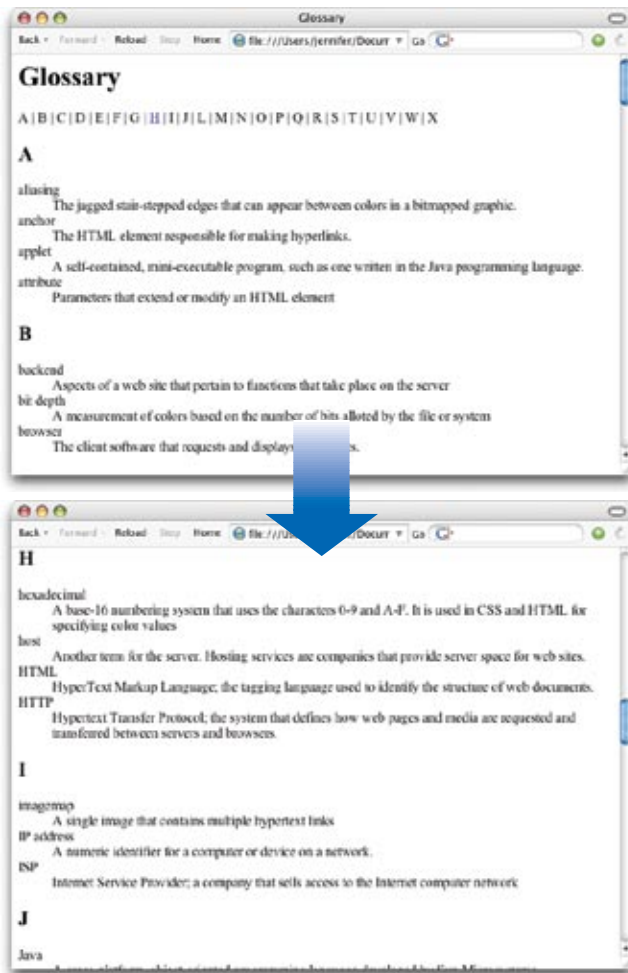 Glossary
Back Forward Reload Stop Home file:///Users/jennifer/Docum Go
Glossary
A | B | C | D | E | F | G | H | I | J | L | M | N | O | P | Q | R | S | T | U | V | W | X
A
aliasing
The jagged stair-stepped edges that can appear between colors in a bitmapped graphic.
anchor
The HTML element responsible for making hyperlinks.
applet
A self-contained, mini-executable program, such as one written in the Java programming language.
attribute
Parameters that extend or modify an HTML element
B
backend
Aspects of a web site that pertain to functions that take place on the server
bit depth
A measurement of colors based on the number of bits alloted by the file or system
browser
The client software that requests and displays
Back Forward Reload Stop Home Go
H
hexadecimal
A base-16 numbering system that uses the characters 0-9 and A-F. It is used in CSS and HTML for
specifying color values
host
Another term for the server. Hosting services are companies that provide server space for web sites.
HTML
HyperText Markup Language; the tagging language used to identify the structure of web documents.
HTTP
Hypertext Transfer Protocol; the system that defines how web pages and media are requested and
transferred between servers and browsers.
I
imagemap
A single image that contains multiple hypertext links
IP address
A numeric identifier for a computer or device on a network.
ISP
Internet Service Provider; a company that sells access to the Internet computer network
J
Java